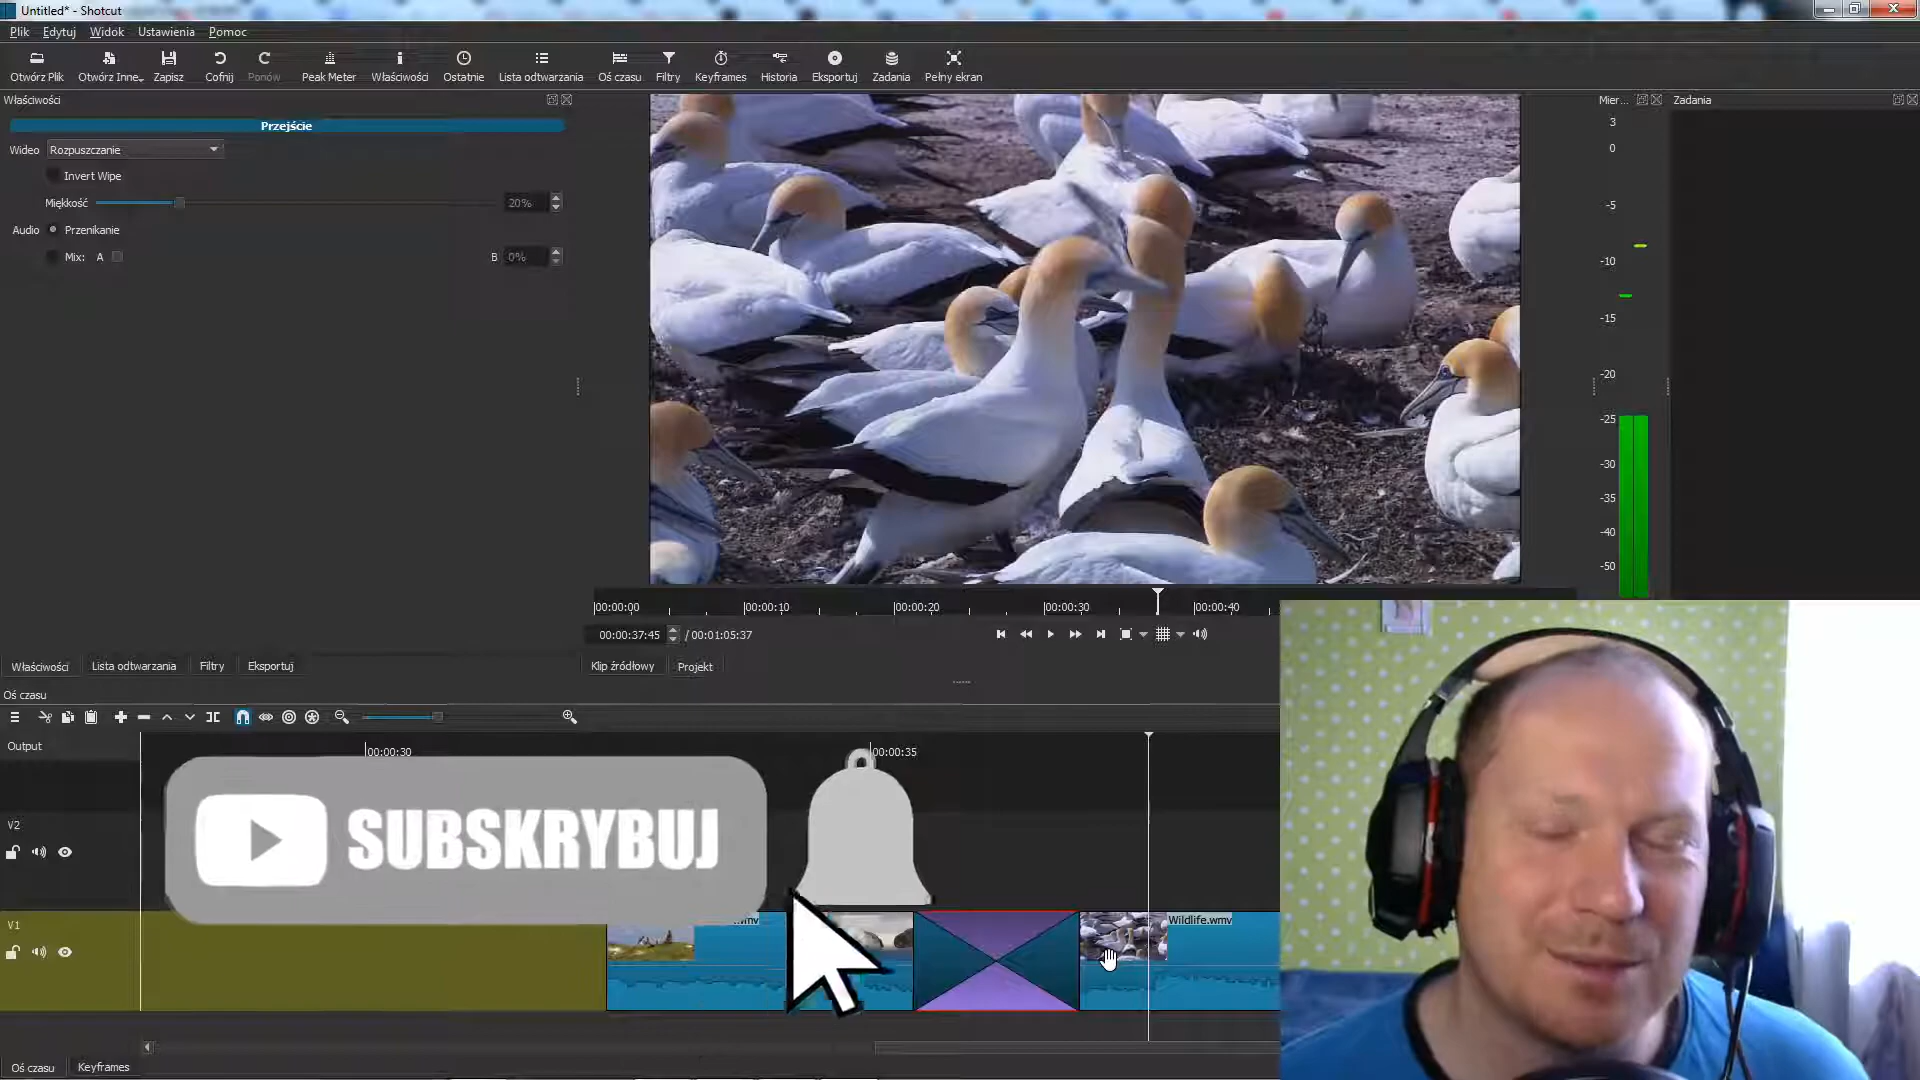 Untitled* - Shotcut
Plik Edytuj Widok Ustawienia Pomoc
Otwórz Plik Otwórz Inne.. Zapisz Cofnij Ponów Peak Meter Właściwości Ostatnie Lista odtwarzania Oś czasu Filtry Keyframes Historia Eksportuj Zadania Pełny ekran
Właściwości
Mier... Zadania
Przejście
Wideo Rozpuszczanie
Invert Wipe
Miękkość 20%
Audio Przenikanie
Mix: A B 0%
3
0
-5
-10
-15
-20
-25
-30
-35
-40
-50
00:00:00 00:00:10 00:00:20 00:00:30 00:00:40
00:00:37:45 / 00:01:05:37
Właściwości Lista odtwarzania Filtry Eksportuj
Klip źródłowy Projekt
Oś czasu
Output
00:00:30 00:00:35
V2
SUBSKRYBUJ
V1
.wmv Wildlife.wmv
Oś czasu Keyframes